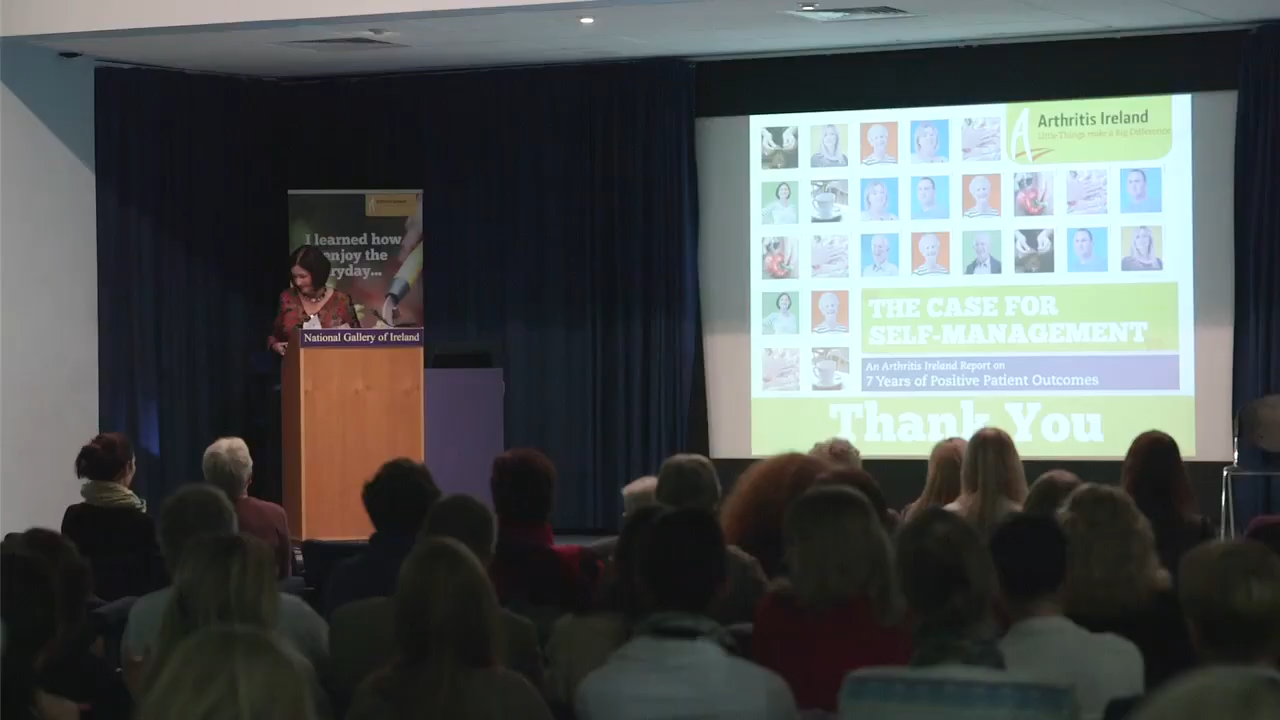 I learned how
enjoy the
ryday...
National Gallery of Ireland
Arthritis Ireland
Little Things make a Big Difference
THE CASE FOR
SELF-MANAGEMENT
An Arthritis Ireland Report on
7 Years of Positive Patient Outcomes
Thank You